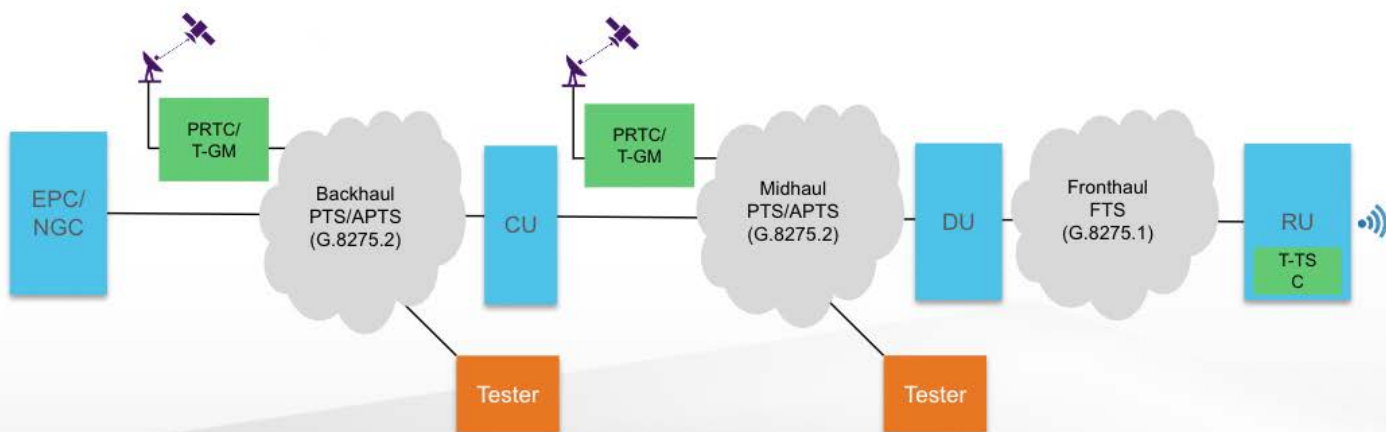 PRTC/
T-GM
PRTC/
T-GM
EPC/
NGC
Backhaul
PTS/APTS
(G.8275.2)
CU
Midhaul
PTS/APTS
(G.8275.2)
DU
Fronthaul
FTS
(G.8275.1)
RU
T-TS
C
Tester
Tester